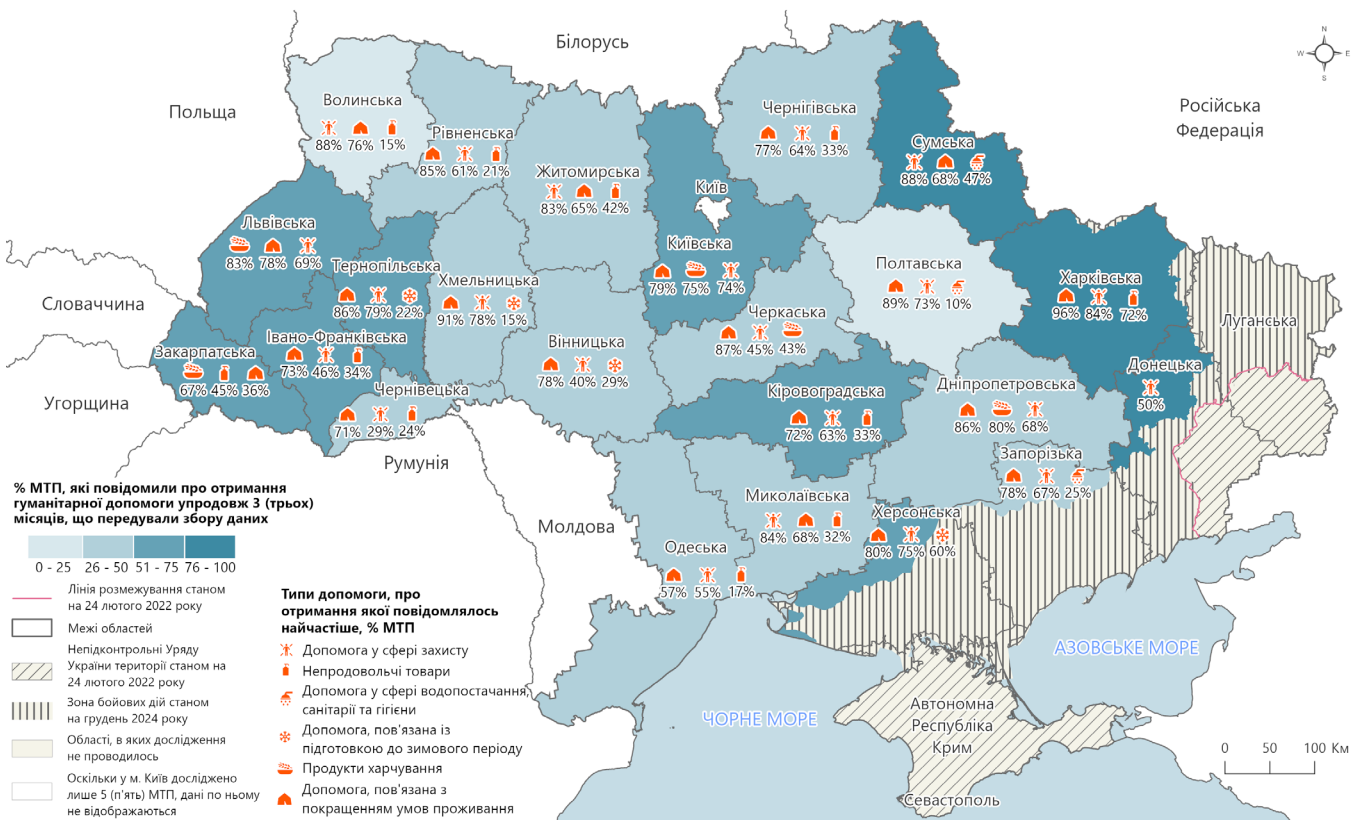 Білорусь
N
W
E
S
Польща
Російська
Федерація
Волинська
88% 76% 15%
Рівненська
85% 61% 21%
Житомирська
83% 65% 42%
Чернігівська
77% 64% 33%
Сумська
88% 68% 47%
Київ
Київська
79% 75% 74%
Львівська
83% 78% 69%
Тернопільська
86% 79% 22%
Хмельницька
91% 78% 15%
Полтавська
89% 73% 10%
Харківська
96% 84% 72%
Луганська
Словаччина
Закарпатська
67% 45% 36%
Івано-Франківська
73% 46% 34%
Вінницька
78% 40% 29%
Черкаська
87% 45% 43%
Донецька
50%
Угорщина
Чернівецька
71% 29% 24%
Кіровоградська
72% 63% 33%
Дніпропетровська
86% 80% 68%
Запорізька
78% 67% 25%
Румунія
Молдова
Миколаївська
84% 68% 32%
Херсонська
80% 75% 60%
Одеська
57% 55% 17%
АЗОВСЬКЕ МОРЕ
ЧОРНЕ МОРЕ
Автономна
Республіка
Крим
Севастополь
0 50 100 Км
% МТП, які повідомили про отримання
гуманітарної допомоги упродовж 3 (трьох)
місяців, що передували збору даних
0 - 25 26 - 50 51 - 75 76 - 100
Лінія розмежування станом
на 24 лютого 2022 року
Межі областей
Непідконтрольні Уряду
України території станом на
24 лютого 2022 року
Зона бойових дій станом
на грудень 2024 року
Області, в яких дослідження
не проводилось
Оскільки у м. Київ досліджено
лише 5 (п'ять) МТП, дані по ньому
не відображаються
Типи допомоги, про
отримання якої повідомлялось
найчастіше, % МТП
Допомога у сфері захисту
Непродовольчі товари
Допомога у сфері водопостачання,
санітарії та гігієни
Допомога, пов'язана із
підготовкою до зимового періоду
Продукти харчування
Допомога, пов'язана з
покращенням умов проживання